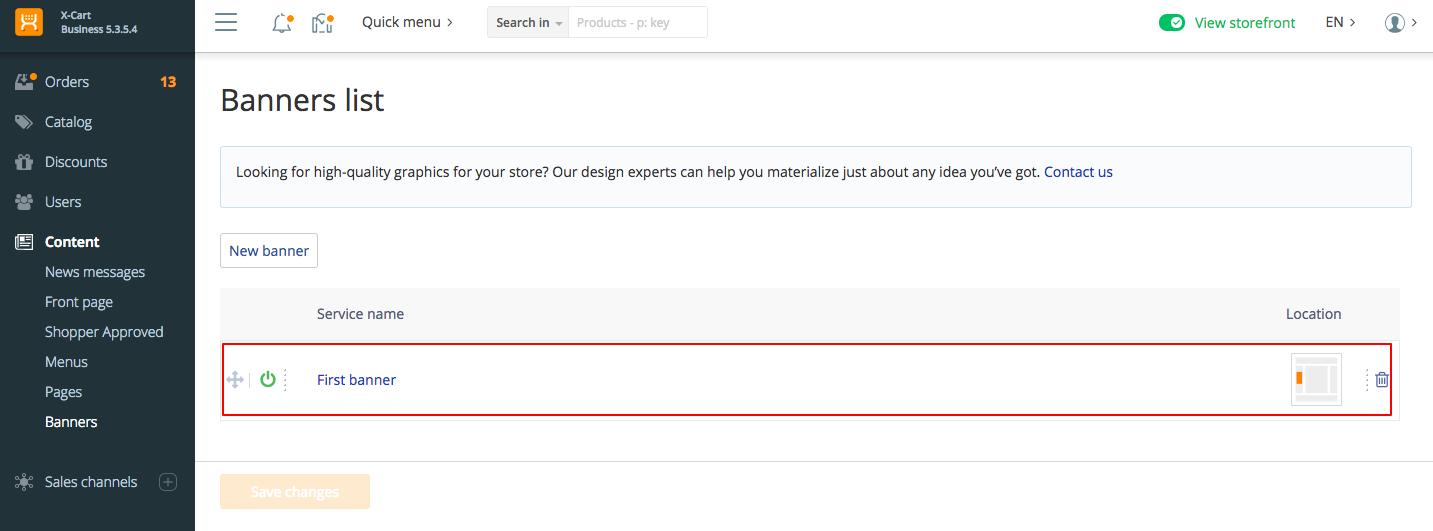 X-Cart
Business 5.3.5.4
Quick menu
Search in
Products - p: key
View storefront
EN
Orders
13
Catalog
Discounts
Users
Content
News messages
Front page
Shopper Approved
Menus
Pages
Banners
Sales channels
Banners list
Looking for high-quality graphics for your store? Our design experts can help you materialize just about any idea you’ve got. Contact us
New banner
Service name
Location
First banner
Save changes